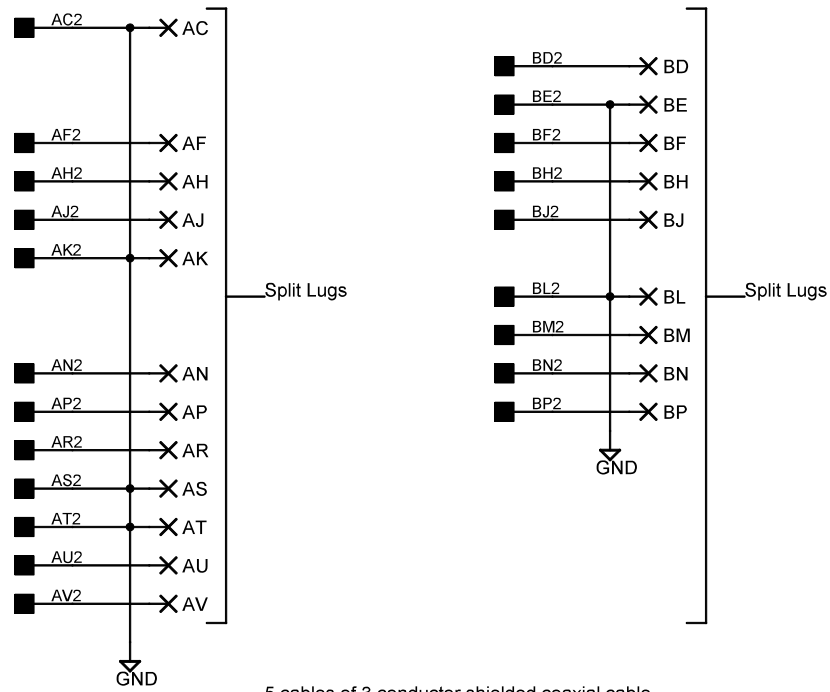 AC2 AC
AF2 AF
AH2 AH
AJ2 AJ
AK2 AK
Split Lugs
AN2 AN
AP2 AP
AR2 AR
AS2 AS
AT2 AT
AU2 AU
AV2 AV
GND
BD2 BD
BE2 BE
BF2 BF
BH2 BH
BJ2 BJ
BL2 BL
Split Lugs
BM2 BM
BN2 BN
BP2 BP
GND
5 cables of 3 conductor shielded coaxial cable